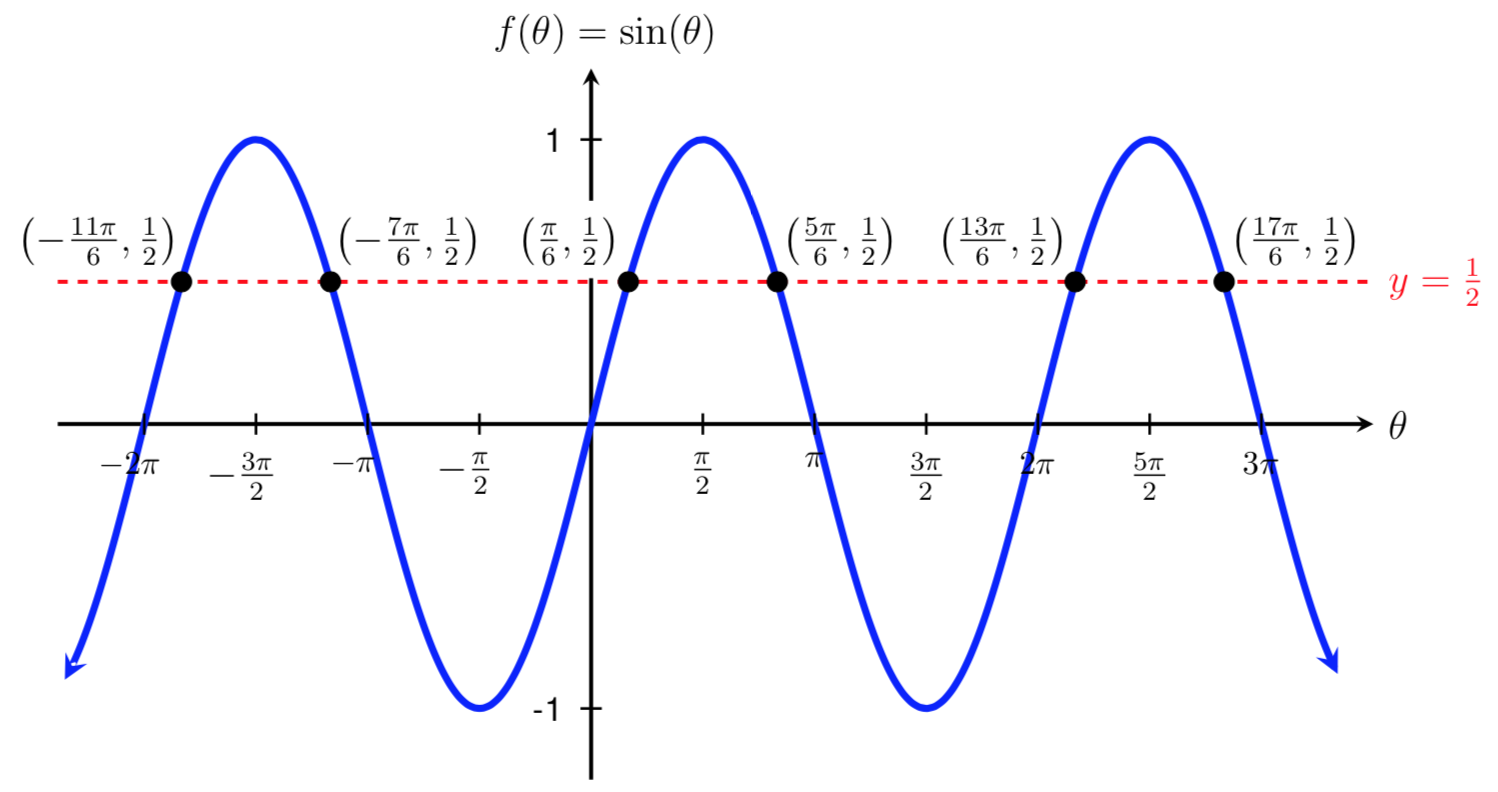 f(θ) = sin(θ)
1
(−11π/6, 1/2) (−7π/6, 1/2) (π/6, 1/2) (5π/6, 1/2) (13π/6, 1/2) (17π/6, 1/2)
y = 1/2
θ
−2π −3π/2 −π −π/2 π/2 π 3π/2 2π 5π/2 3π
-1